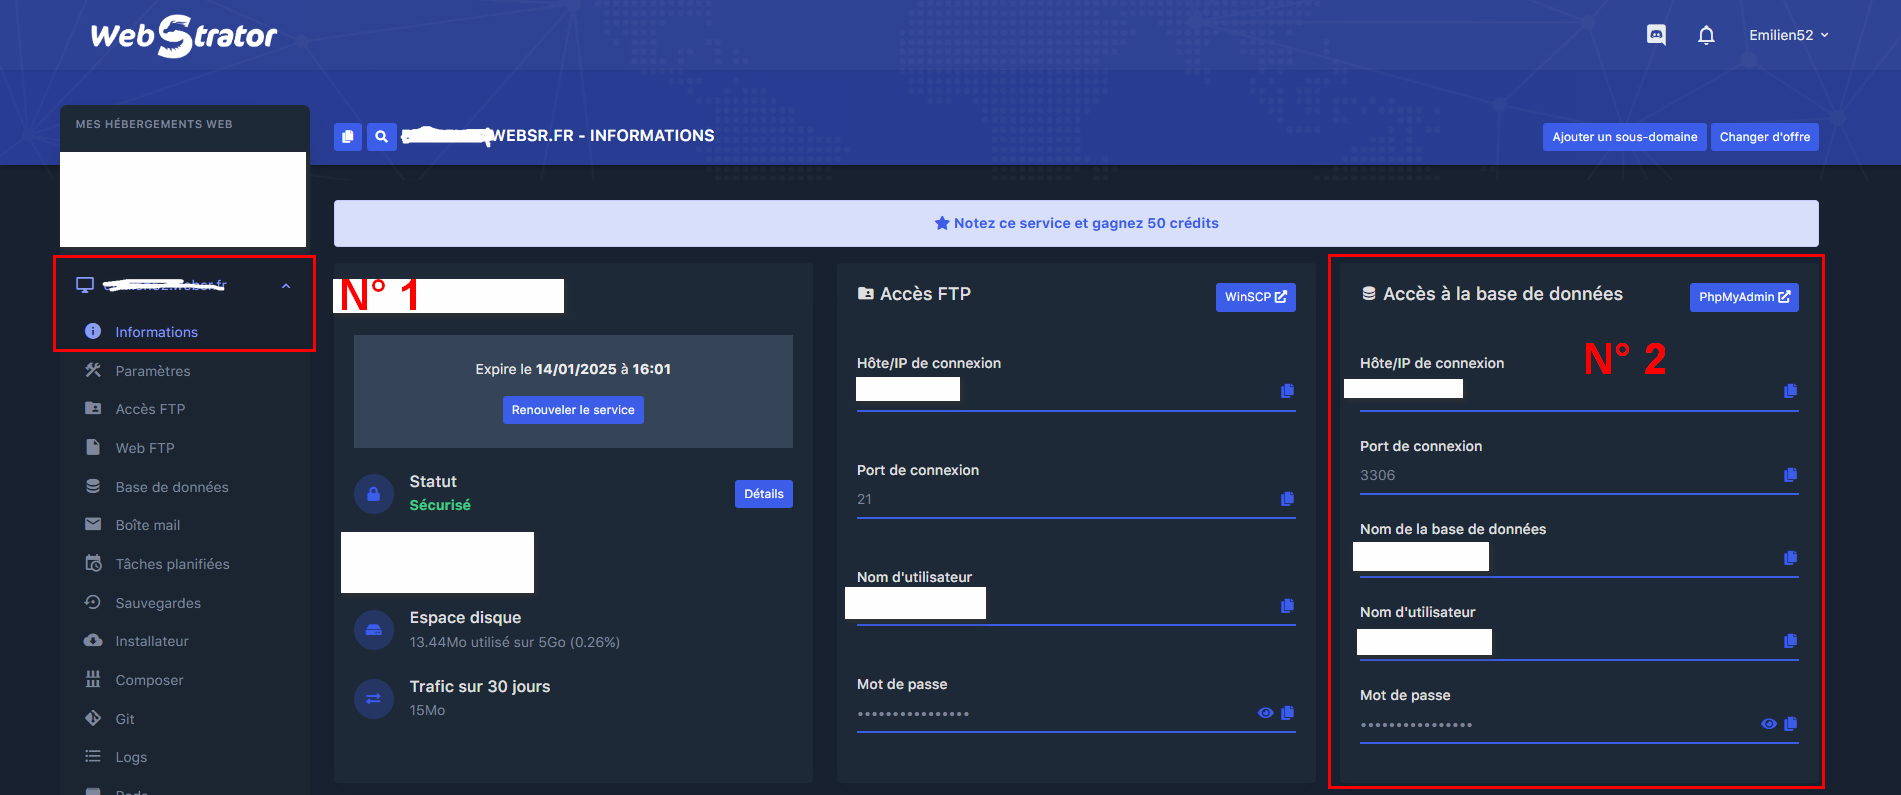 WebStrator
Emilien52
MES HÉBERGEMENTS WEB
WEBSR.FR - INFORMATIONS
Ajouter un sous-domaine
Changer d'offre
Notez ce service et gagnez 50 crédits
Informations
Paramètres
Accès FTP
Web FTP
Base de données
Boîte mail
Tâches planifiées
Sauvegardes
Installateur
Composer
Git
Logs
N° 1
Expire le 14/01/2025 à 16:01
Renouveler le service
Statut
Sécurisé
Détails
Espace disque
13.44Mo utilisé sur 5Go (0.26%)
Trafic sur 30 jours
15Mo
Accès FTP
WinSCP
Hôte/IP de connexion
Port de connexion
21
Nom d'utilisateur
Mot de passe
••••••••••••••••
Accès à la base de données
PhpMyAdmin
N° 2
Hôte/IP de connexion
Port de connexion
3306
Nom de la base de données
Nom d'utilisateur
Mot de passe
••••••••••••••••